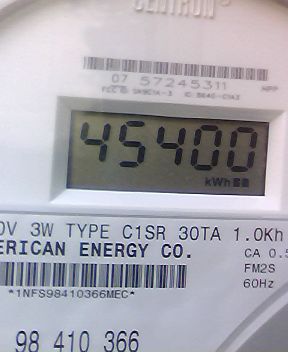 CENTRON®
07 57245311
45400
kWh
0V 3W TYPE C1SR 30TA 1.0Kh
ERICAN ENERGY CO.
CA 0.5
FM2S
60Hz
*1NFS98410366MEC*
98 410 366